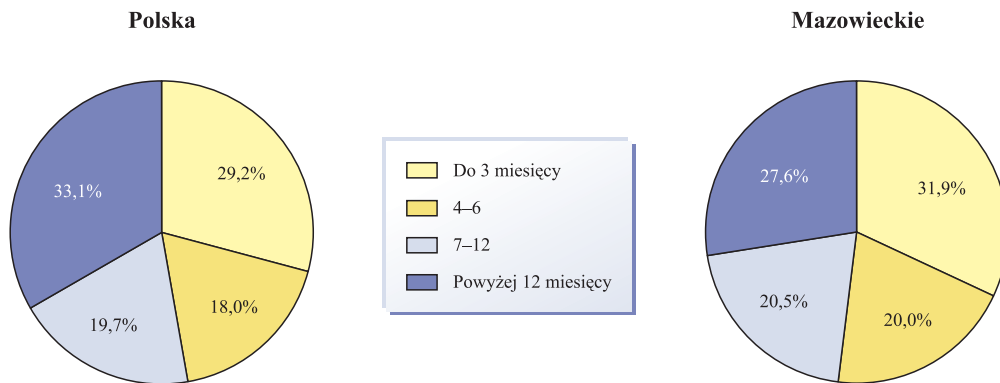 Polska
Mazowieckie
33,1%
29,2%
18,0%
19,7%
Do 3 miesięcy
4–6
7–12
Powyżej 12 miesięcy
27,6%
31,9%
20,0%
20,5%